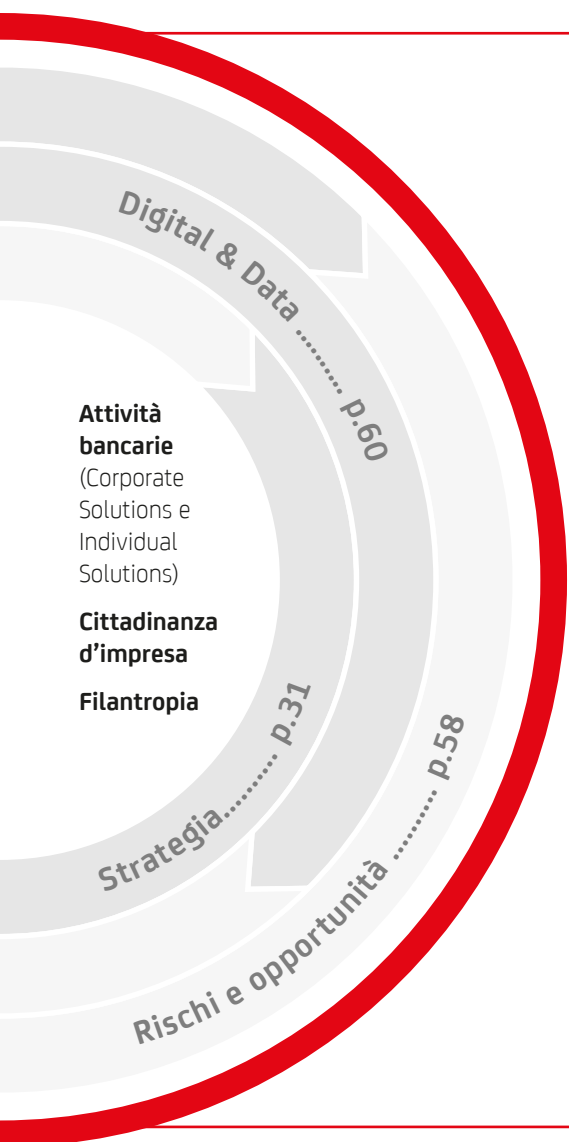 Digital & Data .......... p.60
Attività
bancarie
(Corporate
Solutions e
Individual
Solutions)
Cittadinanza
d'impresa
Filantropia
Strategia.......... p.31
Rischi e opportunità .......... p.58